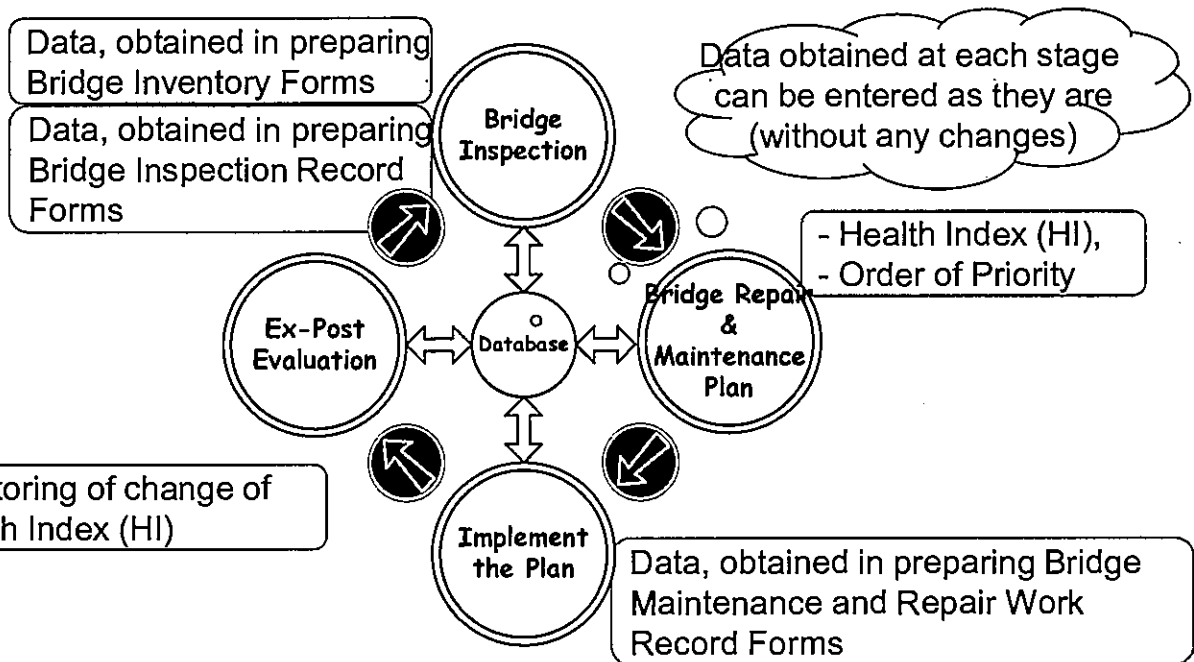 Data, obtained in preparing
Bridge Inventory Forms
Data, obtained in preparing
Bridge Inspection Record
Forms
Bridge
Inspection
Data obtained at each stage
can be entered as they are
(without any changes)
- Health Index (HI),
- Order of Priority
Bridge Repair
&
Maintenance
Plan
Database
Ex-Post
Evaluation
of change of
Index (HI)
Implement
the Plan
Data, obtained in preparing Bridge
Maintenance and Repair Work
Record Forms